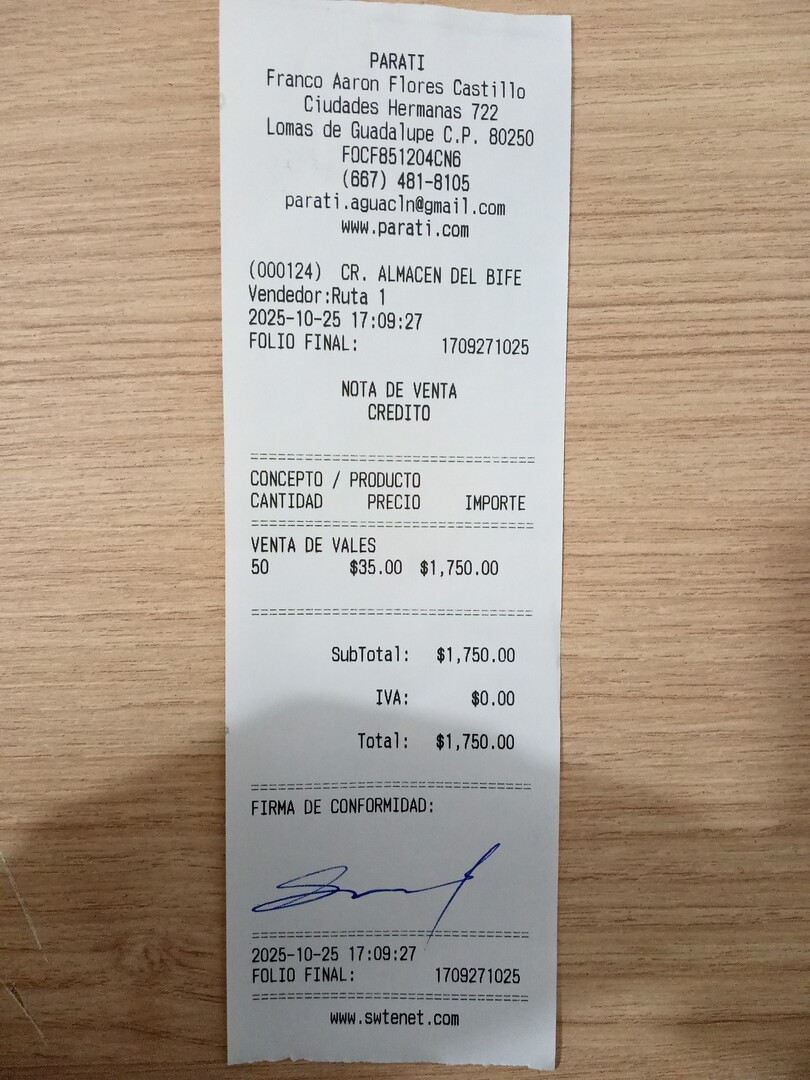 PARATI
Franco Aaron Flores Castillo
Ciudades Hermanas 722
Lomas de Guadalupe C.P. 80250
FOCF851204CN6
(667) 481-8105
parati.aguacln@gmail.com
www.parati.com
(000124) CR. ALMACEN DEL BIFE
Vendedor:Ruta 1
2025-10-25 17:09:27
FOLIO FINAL: 1709271025
NOTA DE VENTA
CREDITO
CONCEPTO / PRODUCTO
CANTIDAD PRECIO IMPORTE
VENTA DE VALES
50 $35.00 $1,750.00
SubTotal: $1,750.00
IVA: $0.00
Total: $1,750.00
FIRMA DE CONFORMIDAD:
2025-10-25 17:09:27
FOLIO FINAL: 1709271025
www.swtenet.com